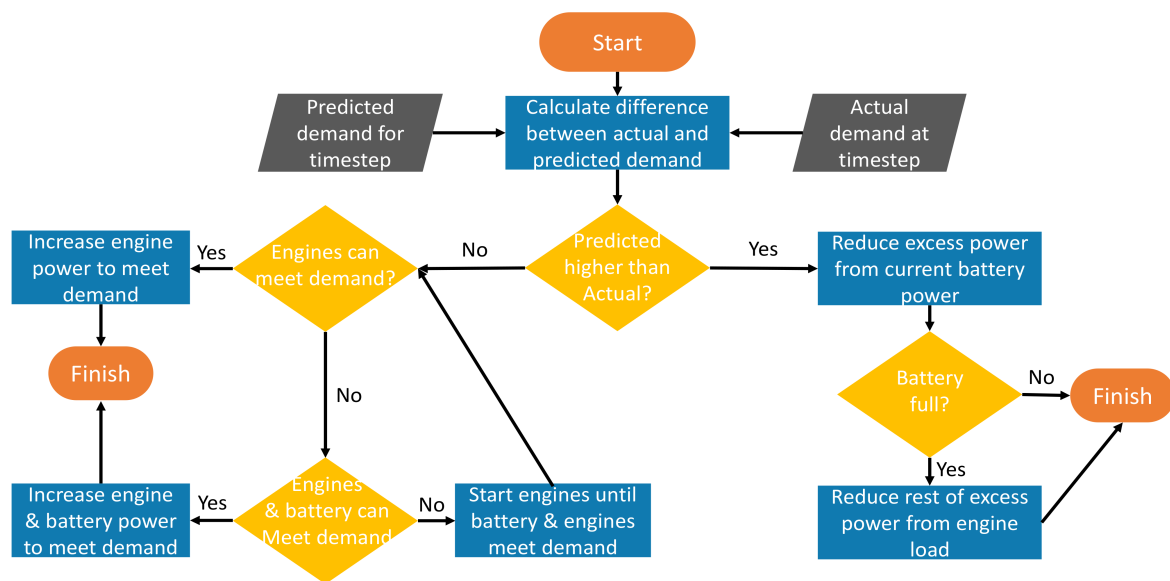 Start
Predicted
demand for
timestep
Calculate difference
between actual and
predicted demand
Actual
demand at
timestep
Increase engine
power to meet
demand
Yes
Engines can
meet demand?
No
Predicted
higher than
Actual?
Yes
Reduce excess power
from current battery
power
Finish
No
Battery
full?
No
Finish
Yes
Increase engine
& battery power
to meet demand
Yes
Engines
& battery can
Meet demand
No
Start engines until
battery & engines
meet demand
Reduce rest of excess
power from engine
load